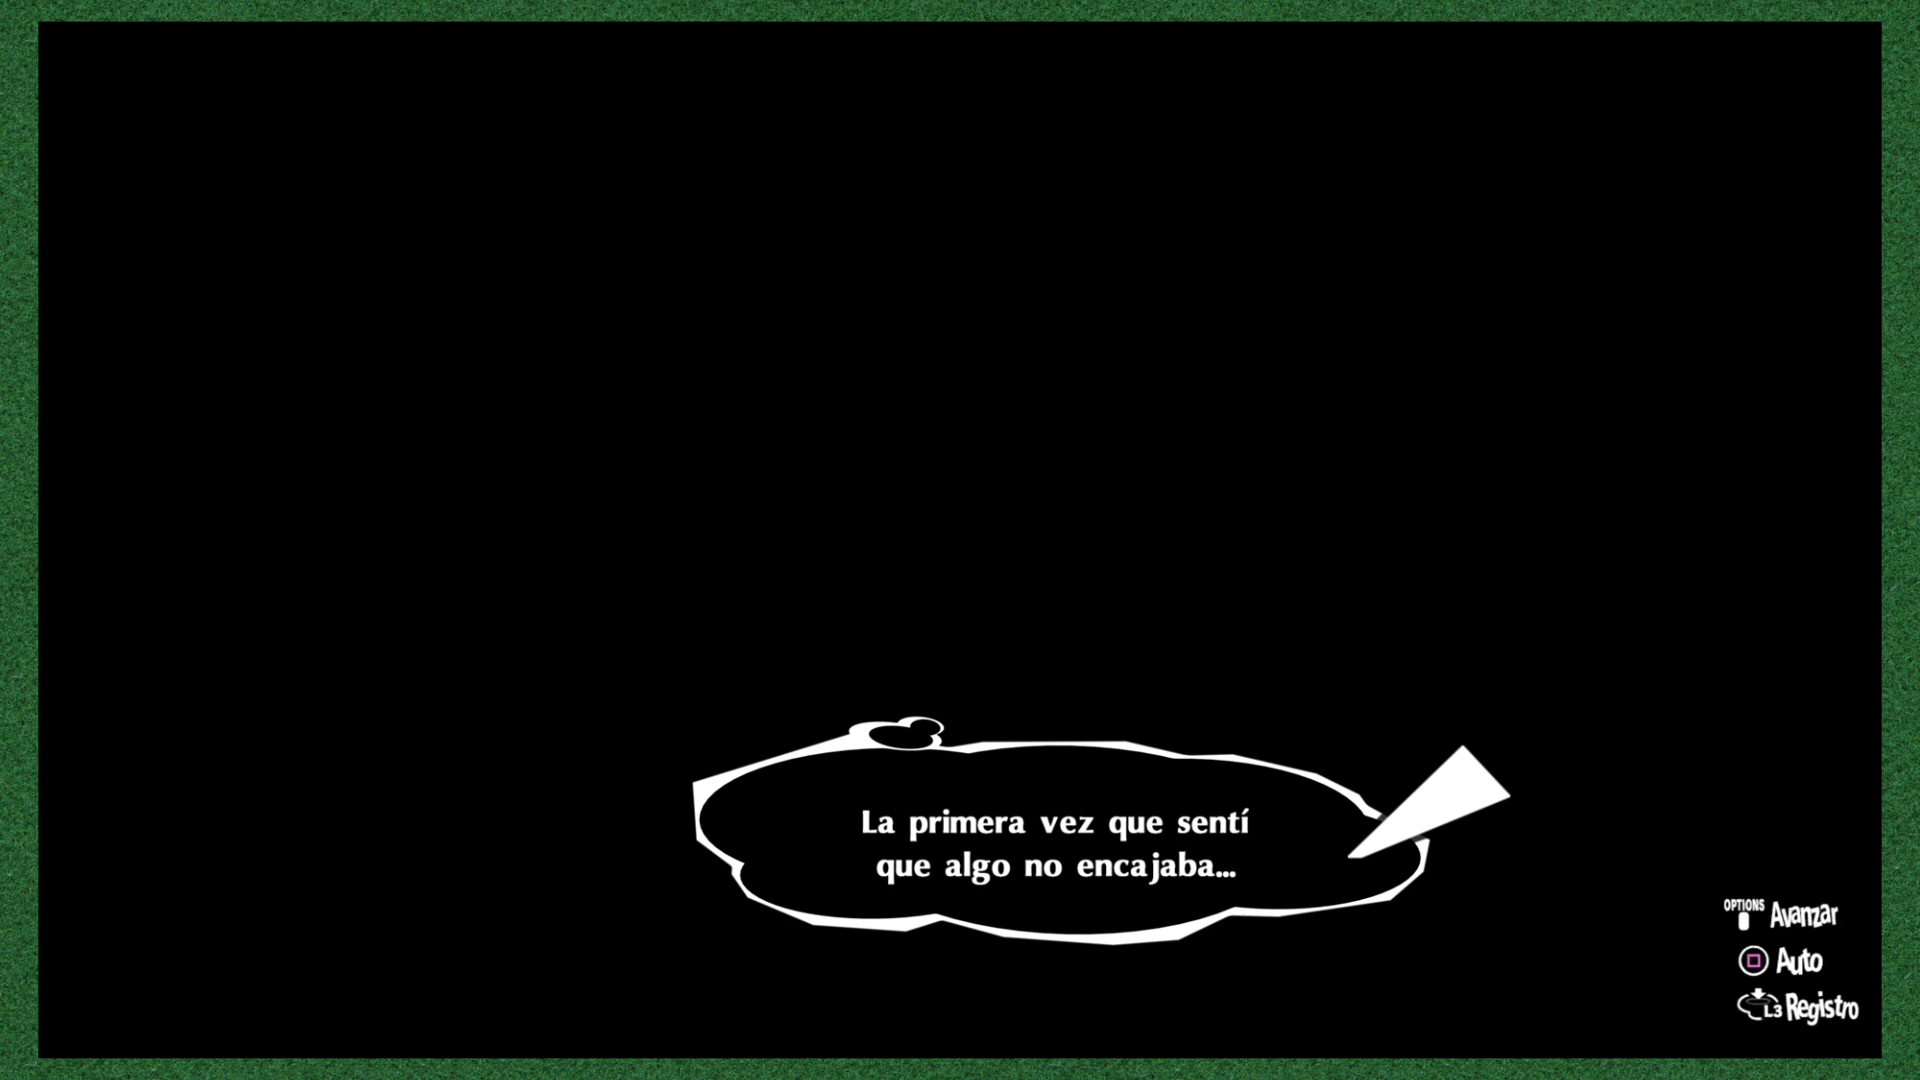 La primera vez que sentí
que algo no encajaba...
OPTIONS Avanzar
Auto
L3 Registro